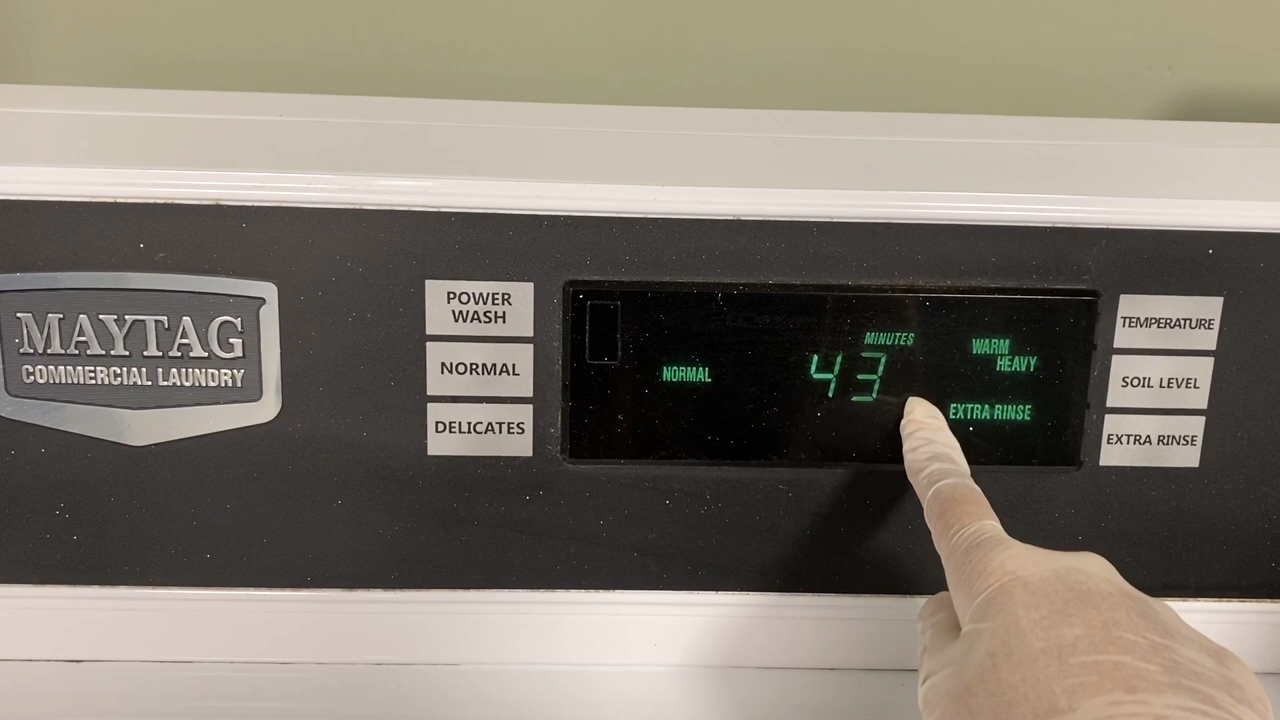 MAYTAG
COMMERCIAL LAUNDRY
POWER
WASH
NORMAL
DELICATES
NORMAL
MINUTES
43
WARM
HEAVY
EXTRA RINSE
TEMPERATURE
SOIL LEVEL
EXTRA RINSE